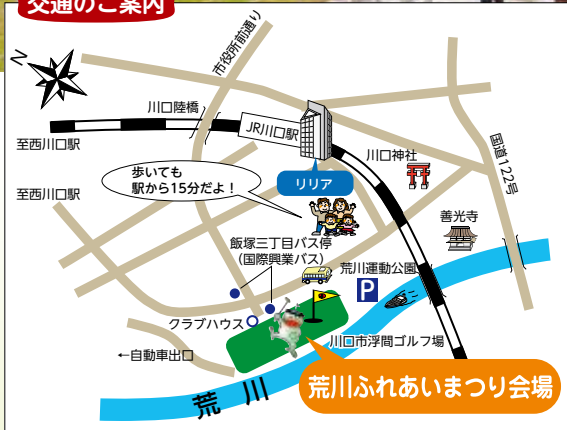 交通のご案内
N
市役所前通り
川口陸橋
至西川口駅
JR川口駅
川口神社
国道122号
歩いても
駅から15分だよ!
リリア
至西川口駅
善光寺
飯塚三丁目バス停
(国際興業バス)
荒川運動公園
P
クラブハウス
川口市浮間ゴルフ場
←自動車出口
荒川ふれあいまつり会場
荒川